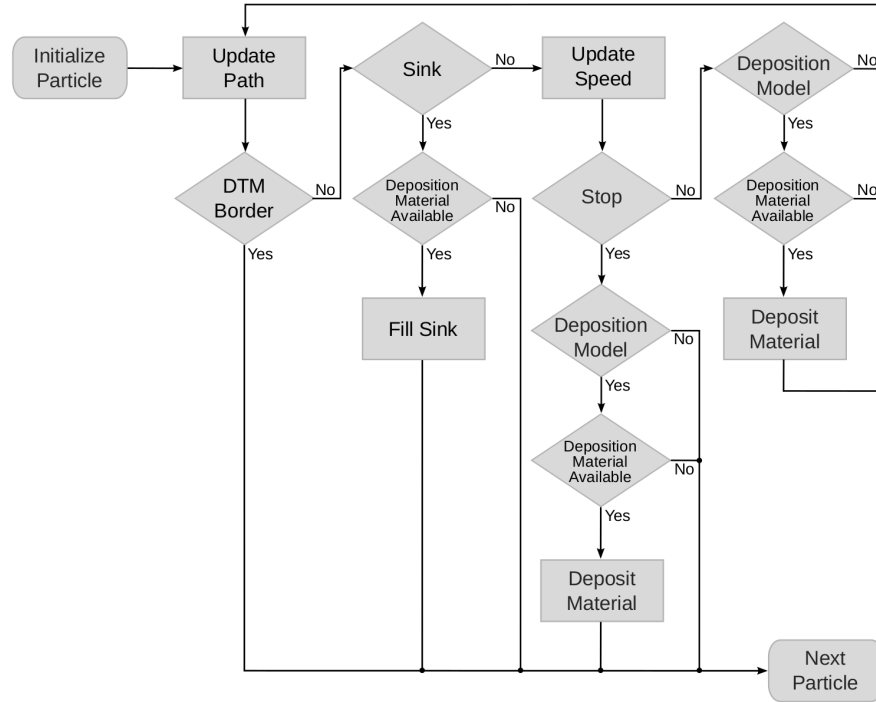 Initialize
Particle
Update
Path
Sink
No
Update
Speed
Deposition
Model
No
Yes
Yes
DTM
Border
No
Deposition
Material
Available
No
Stop
No
Deposition
Material
Available
No
Yes
Yes
Yes
Yes
Fill Sink
Deposition
Model
No
Deposit
Material
Yes
Deposition
Material
Available
No
Yes
Deposit
Material
Next
Particle